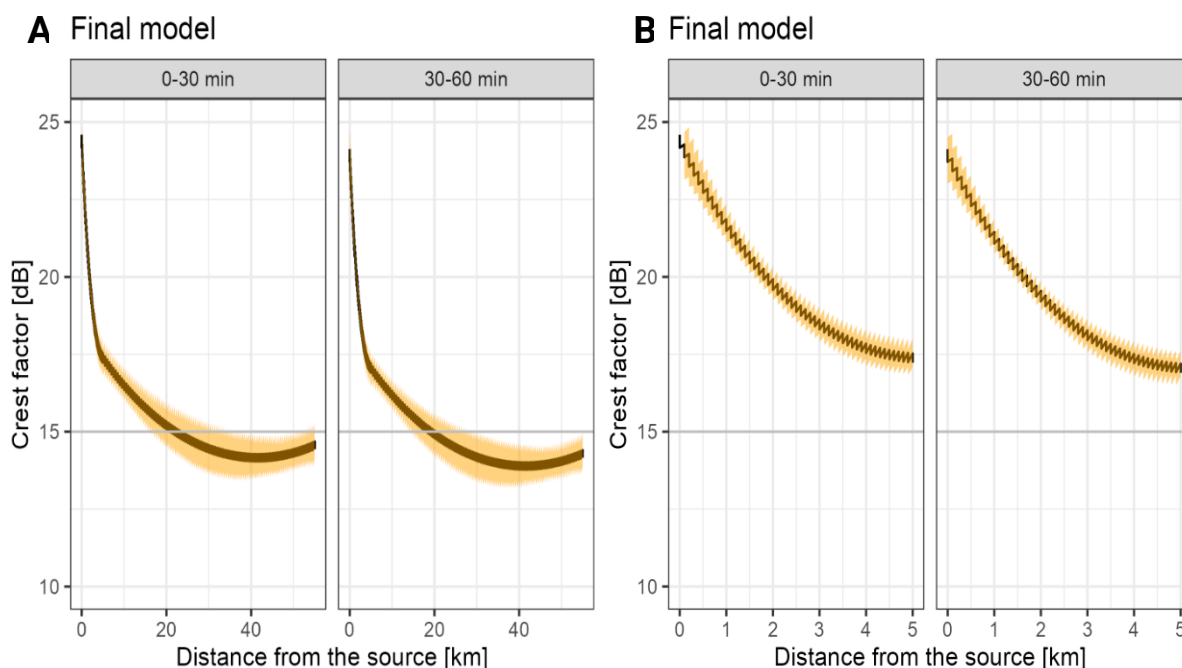 A Final model
0-30 min 30-60 min
25
20
15
10
Crest factor [dB]
0 20 40 0 20 40
Distance from the source [km]
B Final model
0-30 min 30-60 min
25
20
15
10
Crest factor [dB]
0 1 2 3 4 5 0 1 2 3 4 5
Distance from the source [km]